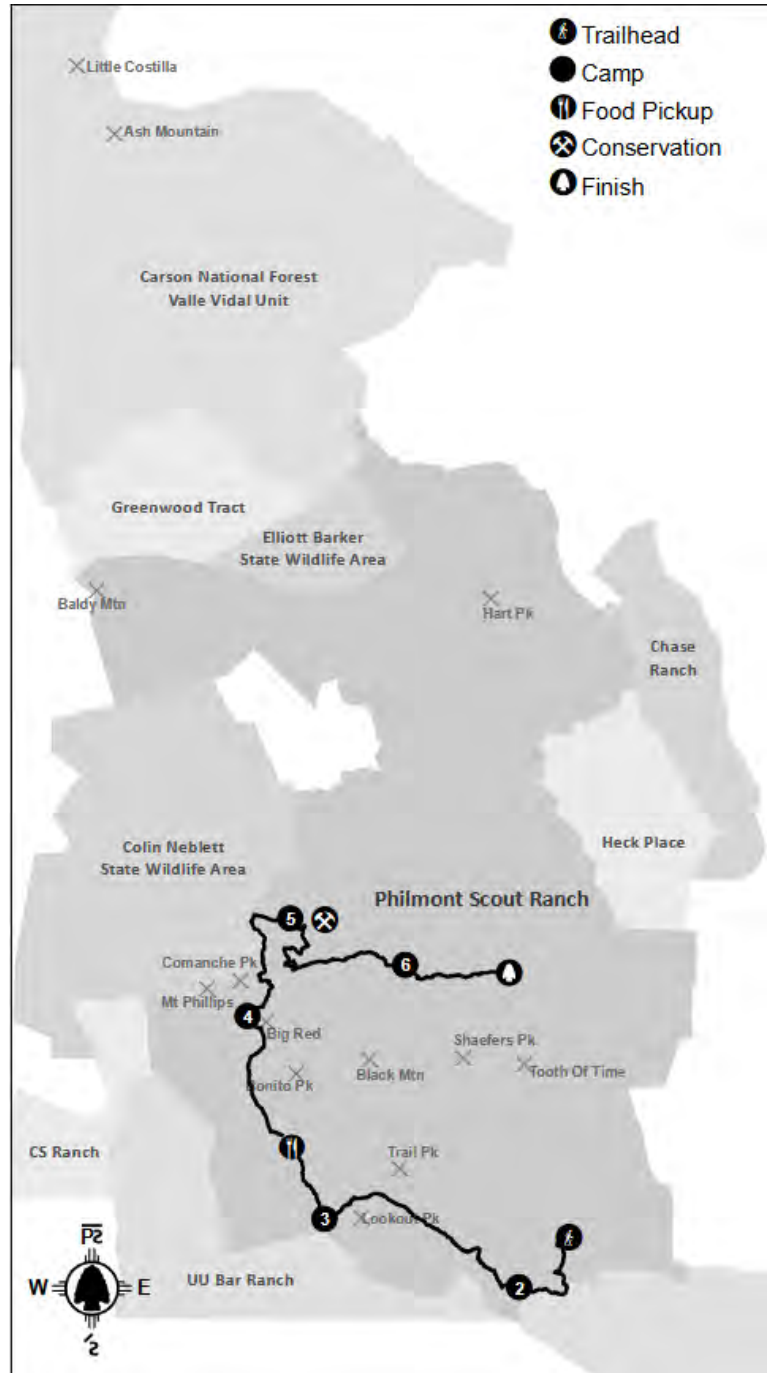 Trailhead
Camp
Food Pickup
Conservation
Finish
Little Costilla
Ash Mountain
Carson National Forest
Valle Vidal Unit
Greenwood Tract
Elliott Barker
State Wildlife Area
Baldy Mtn
Hart Pk
Chase
Ranch
Colin Neblett
State Wildlife Area
Heck Place
Philmont Scout Ranch
5
6
Comanche Pk
Mt Phillips
4
Big Red
Shaefers Pk
Bonito Pk
Black Mtn
Tooth Of Time
CS Ranch
Trail Pk
3
Lookout Pk
UU Bar Ranch
2
W
E